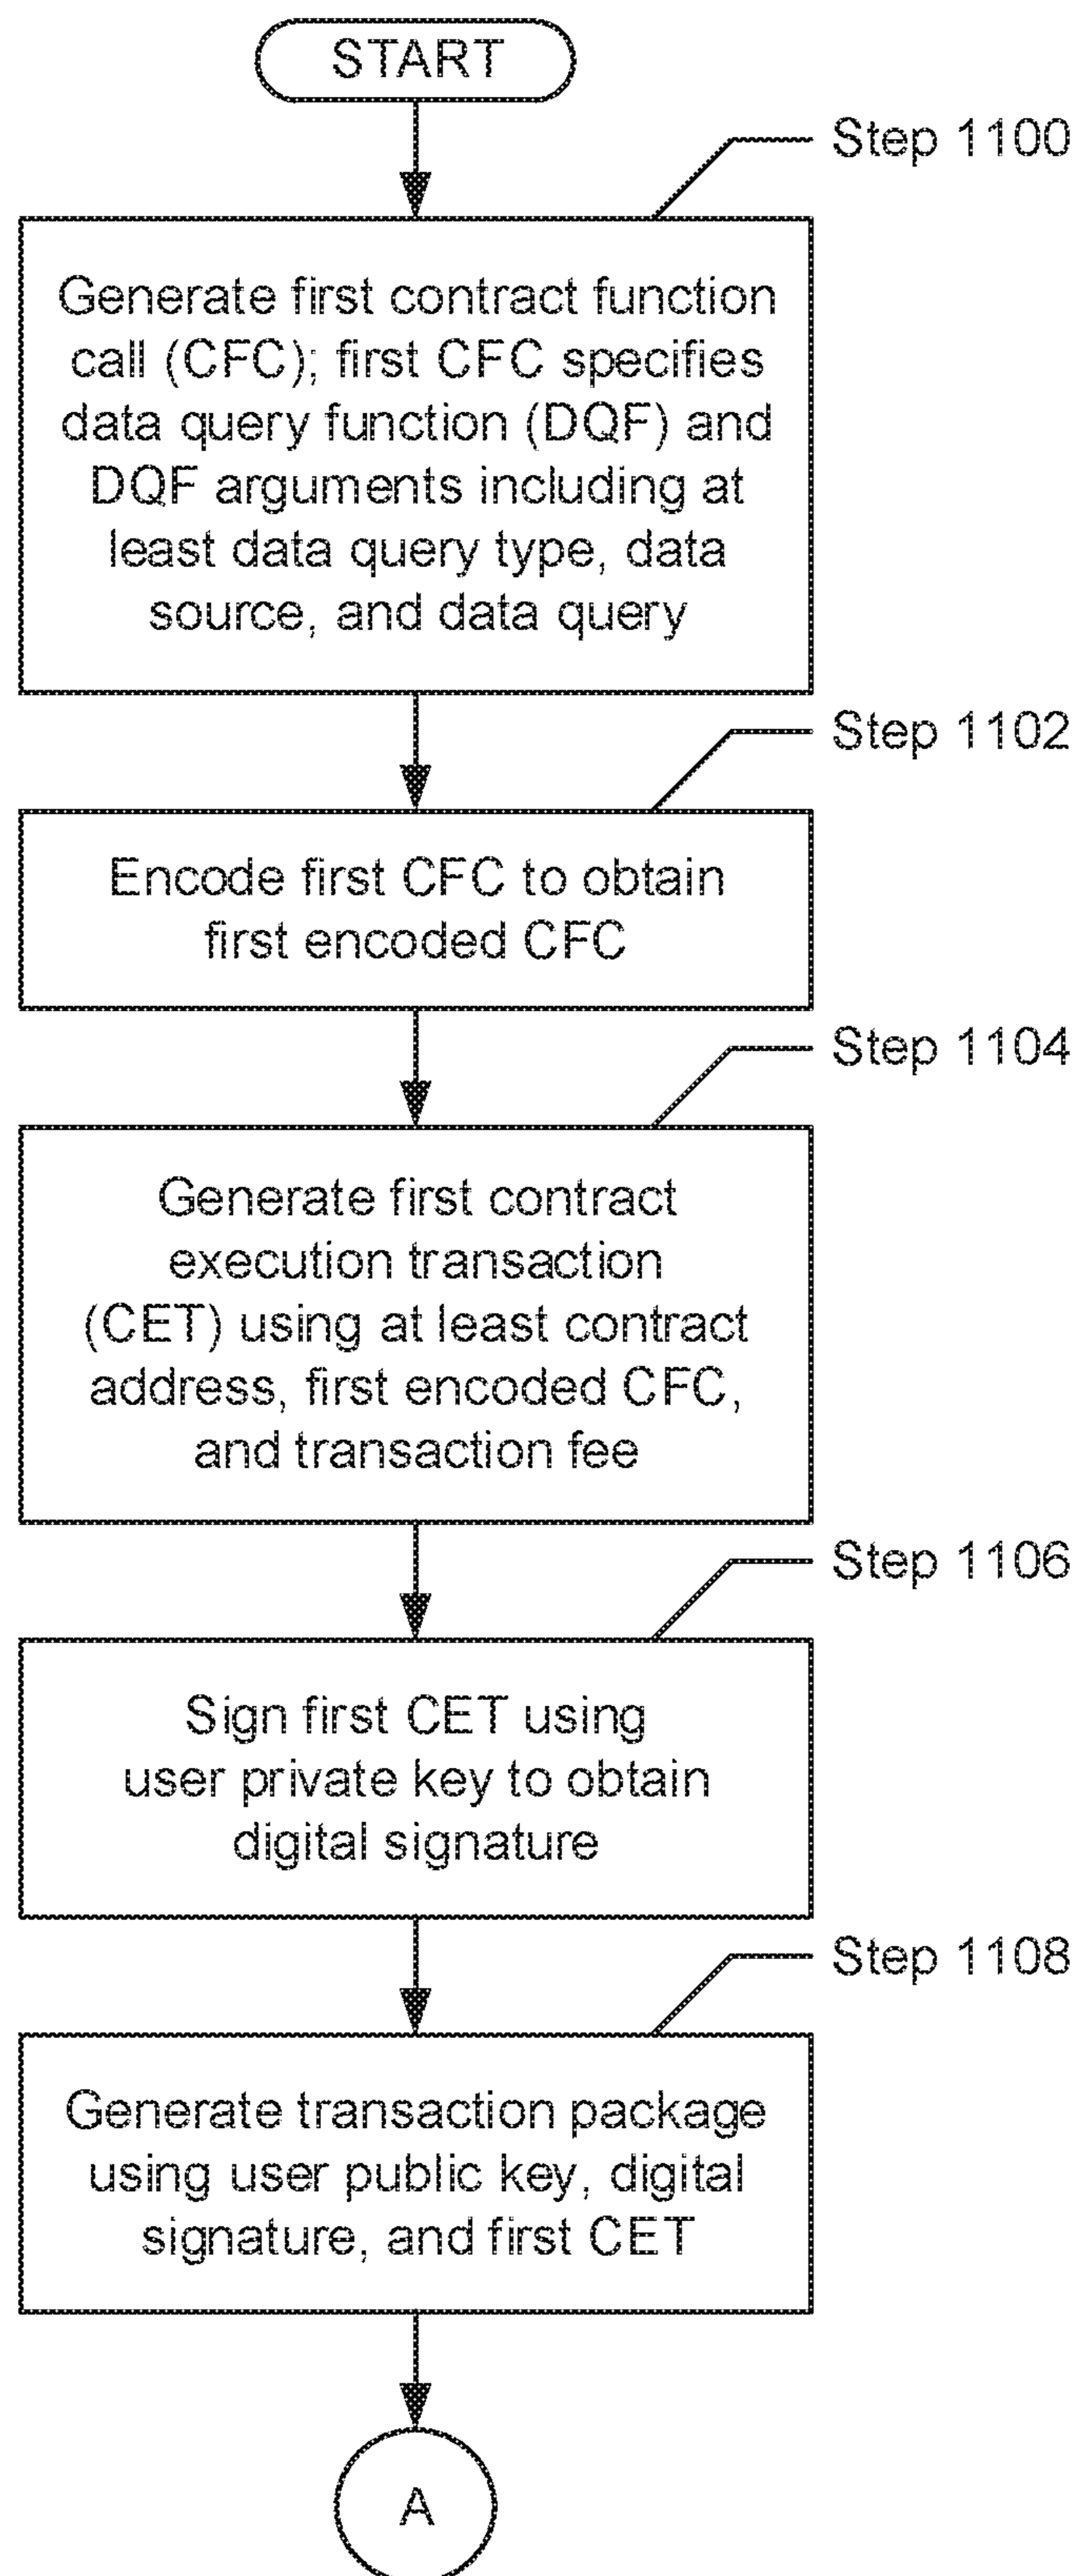 START
Step 1100
Generate first contract function
call (CFC); first CFC specifies
data query function (DQF) and
DQF arguments including at
least data query type, data
source, and data query
Step 1102
Encode first CFC to obtain
first encoded CFC
Step 1104
Generate first contract
execution transaction
(CET) using at least contract
address, first encoded CFC,
and transaction fee
Step 1106
Sign first CET using
user private key to obtain
digital signature
Step 1108
Generate transaction package
using user public key, digital
signature, and first CET
A